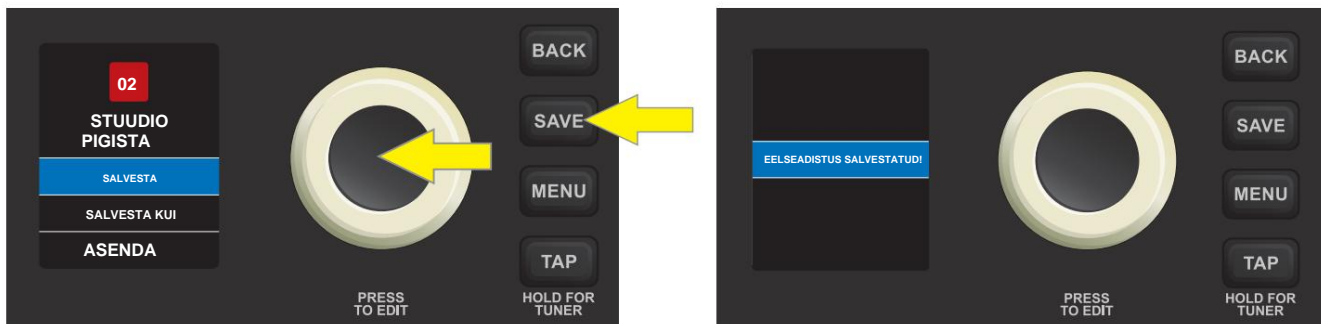 02
STUUDIO
PIGISTA
SALVESTA
SALVESTA KUI
ASENDA
PRESS
TO EDIT
BACK
SAVE
MENU
TAP
HOLD FOR
TUNER
EELSEADISTUS SALVESTATUD!
PRESS
TO EDIT
BACK
SAVE
MENU
TAP
HOLD FOR
TUNER